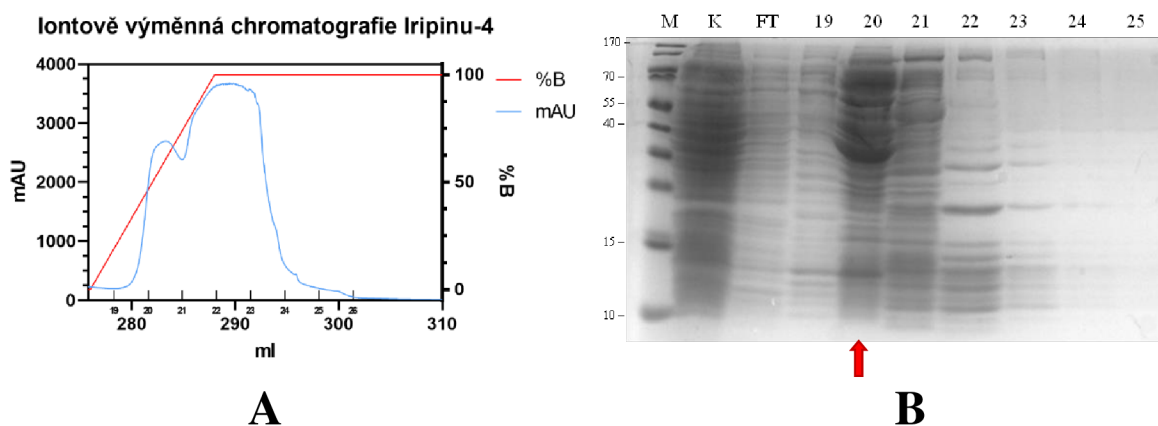 Iontově výměnná chromatografie Iripinu-4
4000
3000
2000
1000
0
mAU
100
50
0
%B
%B
mAU
19 20 21 22 23 24 25 26
280 290 300 310
ml
A
M K FT 19 20 21 22 23 24 25
170
70
55
40
15
10
B